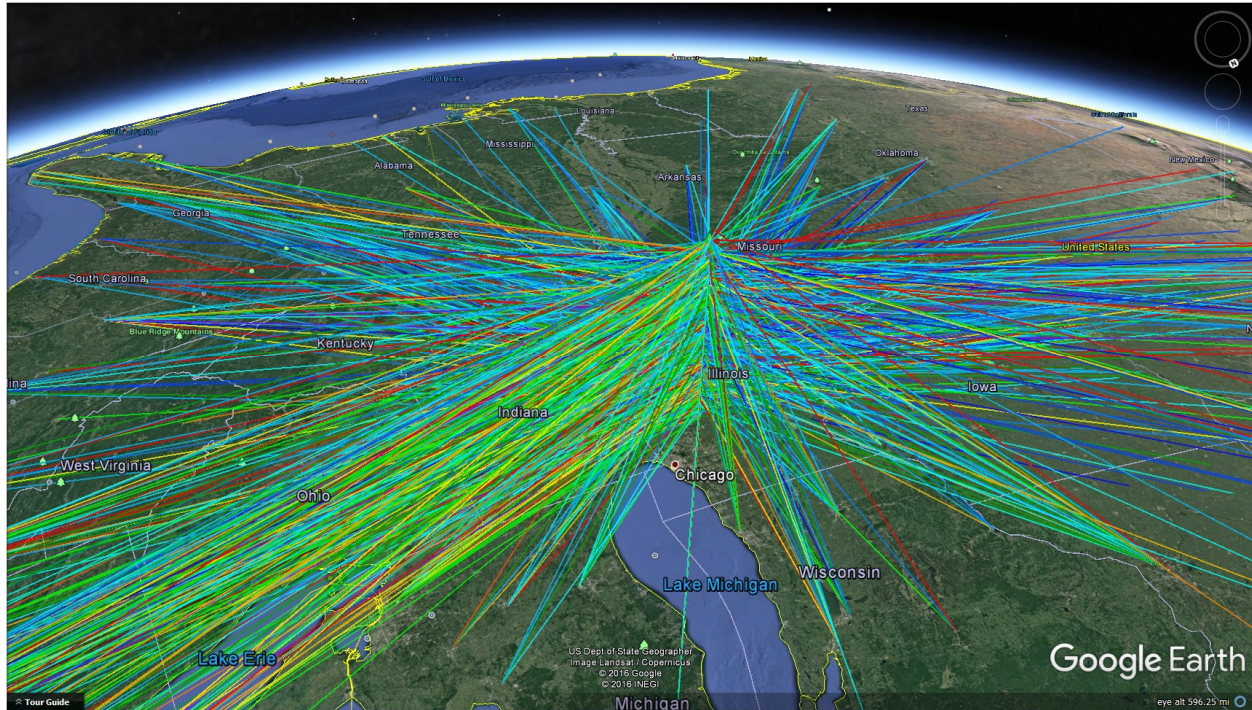 Mexico
Gulf of Mexico
Louisiana
Texas
Mississippi
New Mexico
Alabama
Oklahoma
Arkansas
Georgia
Tennessee
Missouri
United States
South Carolina
Blue Ridge Mountains
Kentucky
Illinois
lina
Iowa
Indiana
West Virginia
Chicago
Ohio
Lake Michigan
Wisconsin
Lake Erie
US Dept of State Geographer
Image Landsat / Copernicus
© 2016 Google
© 2016 INEGI
Google Earth
Tour Guide
Michigan
eye alt 596.25 mi